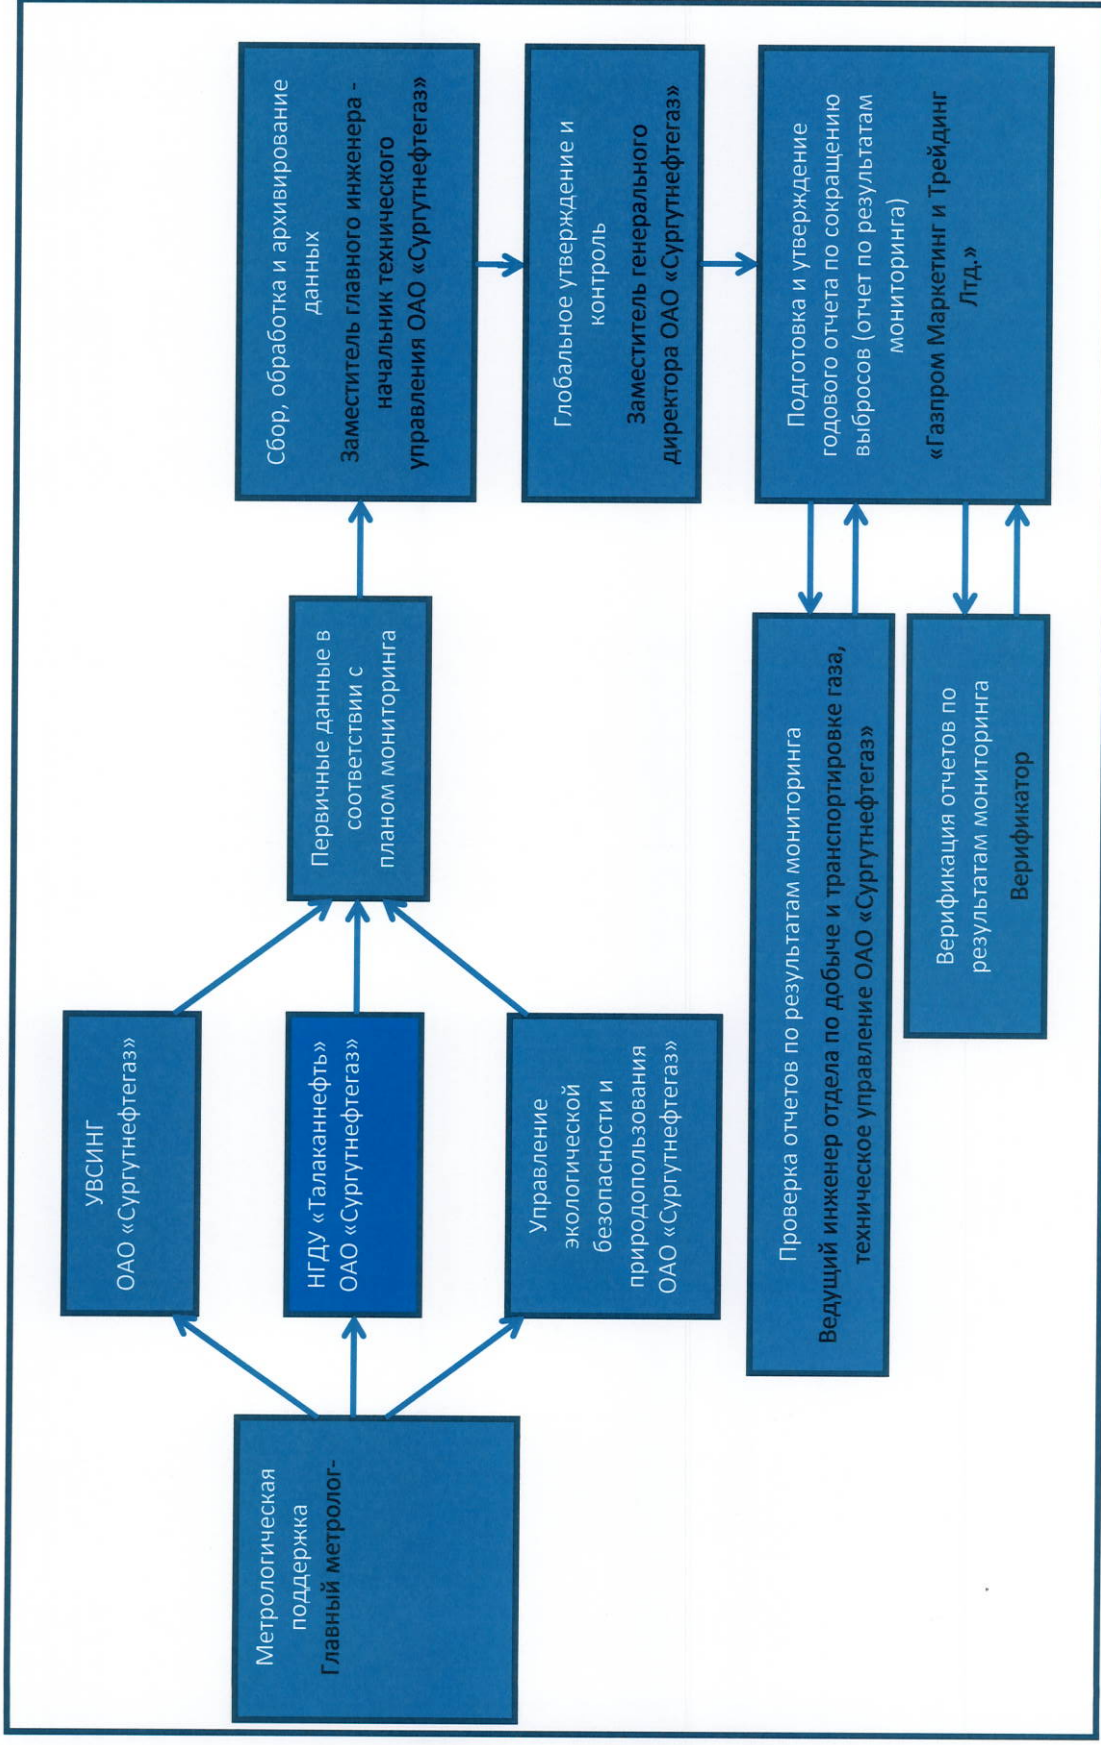 Метрологическая
поддержка
Главный метролог-
УВСИНГ
ОАО «Сургутнефтегаз»
НГДУ «Талаканнефть»
ОАО «Сургутнефтегаз»
Управление
экологической
безопасности и
природопользования
ОАО «Сургутнефтегаз»
Первичные данные в
соответствии с
планом мониторинга
Сбор, обработка и архивирование
данных
Заместитель главного инженера -
начальник технического
управления ОАО «Сургутнефтегаз»
Глобальное утверждение и
контроль
Заместитель генерального
директора ОАО «Сургутнефтегаз»
Подготовка и утверждение
годового отчета по сокращению
выбросов (отчет по результатам
мониторинга)
«Газпром Маркетинг и Трейдинг
Лтд.»
Проверка отчетов по результатам мониторинга
Ведущий инженер отдела по добыче и транспортировке газа,
техническое управление ОАО «Сургутнефтегаз»
Верификация отчетов по
результатам мониторинга
Верификатор